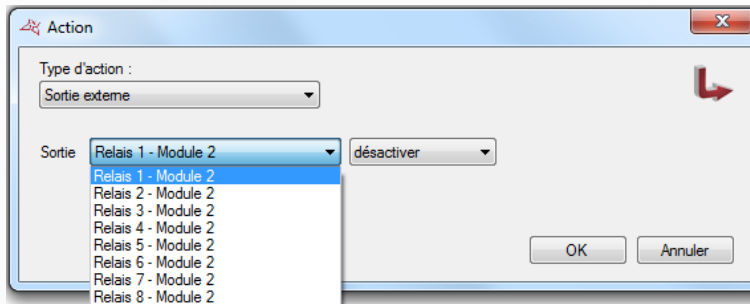 Action
Type d'action :
Sortie externe
Sortie Relais 1 - Module 2 désactiver
Relais 1 - Module 2
Relais 2 - Module 2
Relais 3 - Module 2
Relais 4 - Module 2
Relais 5 - Module 2
Relais 6 - Module 2
Relais 7 - Module 2
Relais 8 - Module 2
OK Annuler